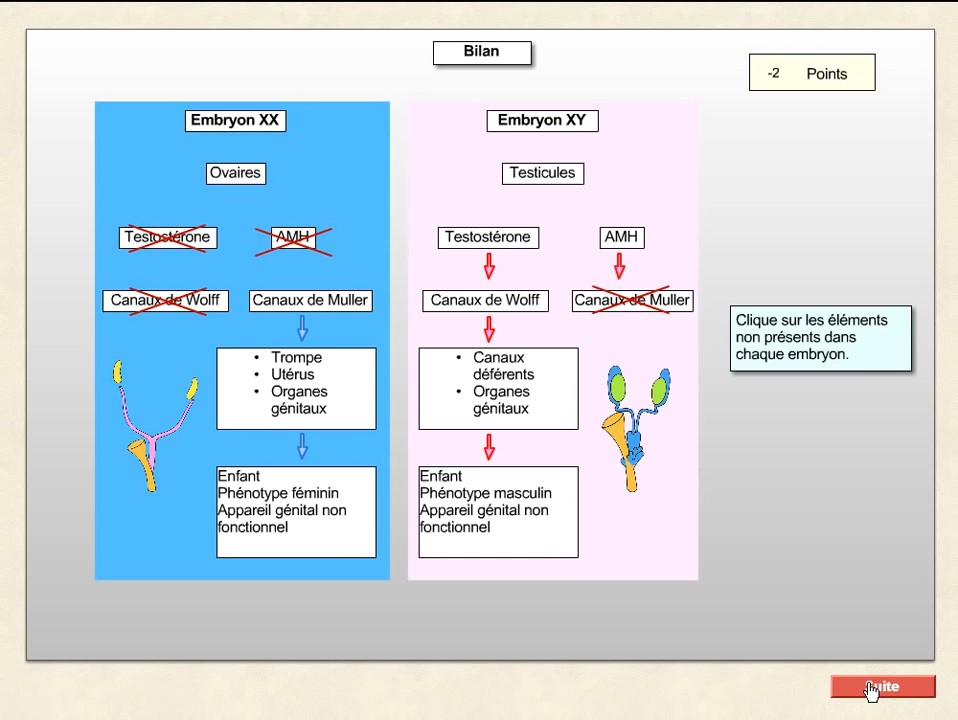 Bilan
-2 Points
Embryon XX
Ovaires
Testostérone
AMH
Canaux de Wolff
Canaux de Muller
• Trompe
• Utérus
• Organes
génitaux
Enfant
Phénotype féminin
Appareil génital non
fonctionnel
Embryon XY
Testicules
Testostérone
AMH
Canaux de Wolff
Canaux de Muller
• Canaux
déférents
• Organes
génitaux
Enfant
Phénotype masculin
Appareil génital non
fonctionnel
Clique sur les éléments
non présents dans
chaque embryon.
Suite